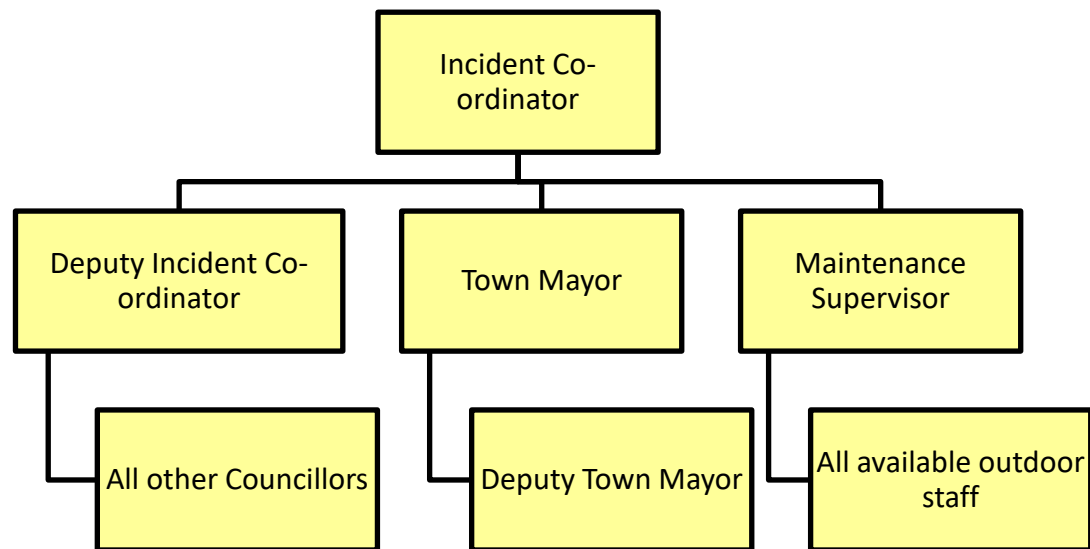 Incident Co-
ordinator
Deputy Incident Co-
ordinator
Town Mayor
Maintenance
Supervisor
All other Councillors
Deputy Town Mayor
All available outdoor
staff